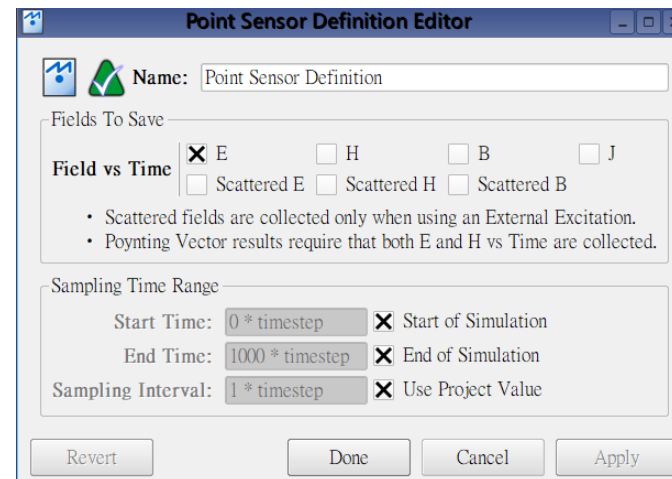 Point Sensor Definition Editor
Name: Point Sensor Definition
Fields To Save
Field vs Time E H B J
Scattered E Scattered H Scattered B
• Scattered fields are collected only when using an External Excitation.
• Poynting Vector results require that both E and H vs Time are collected.
Sampling Time Range
Start Time: 0 * timestep Start of Simulation
End Time: 1000 * timestep End of Simulation
Sampling Interval: 1 * timestep Use Project Value
Revert Done Cancel Apply